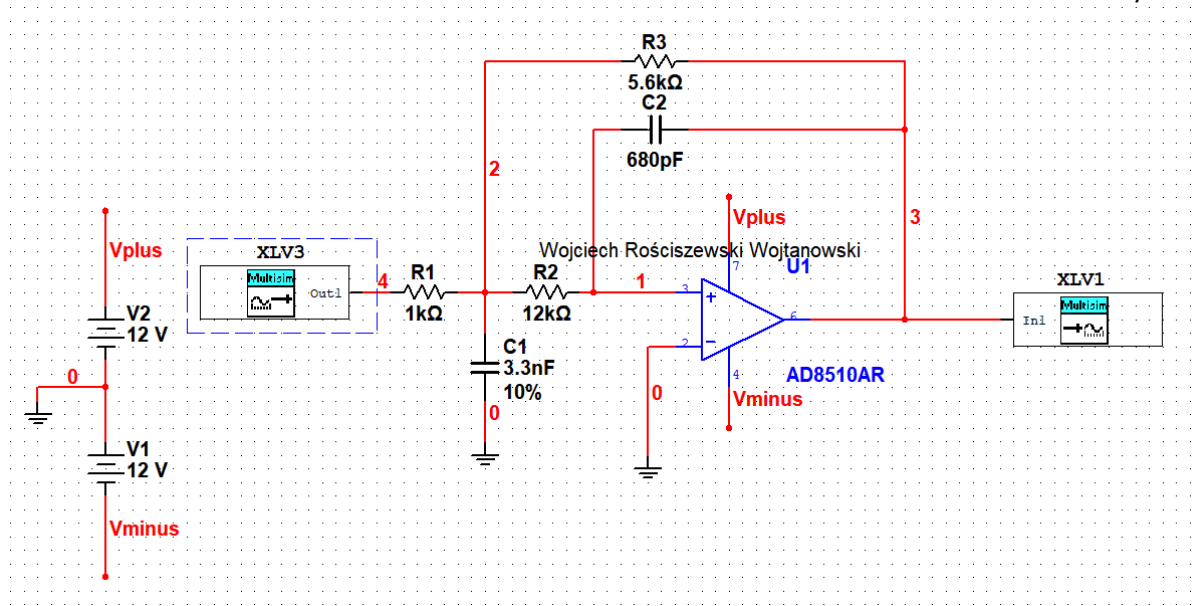 R3
5.6kΩ
C2
680pF
2
Vplus
Vplus
3
Wojciech Rościszewski Wojtanowski
XLV3
Multisim
Out1
4
R1
1kΩ
R2
12kΩ
1
3
7
U1
6
2
4
AD8510AR
Vminus
XLV1
Multisim
In1
V2
12 V
C1
3.3nF
10%
0
0
0
V1
12 V
Vminus